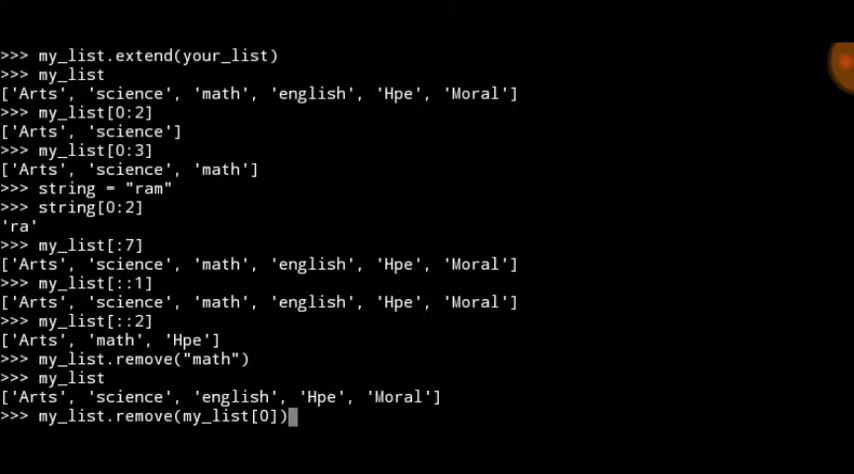 >>> my_list.extend(your_list)
>>> my_list
['Arts', 'science', 'math', 'english', 'Hpe', 'Moral']
>>> my_list[0:2]
['Arts', 'science']
>>> my_list[0:3]
['Arts', 'science', 'math']
>>> string = "ram"
>>> string[0:2]
'ra'
>>> my_list[:7]
['Arts', 'science', 'math', 'english', 'Hpe', 'Moral']
>>> my_list[::1]
['Arts', 'science', 'math', 'english', 'Hpe', 'Moral']
>>> my_list[::2]
['Arts', 'math', 'Hpe']
>>> my_list.remove("math")
>>> my_list
['Arts', 'science', 'english', 'Hpe', 'Moral']
>>> my_list.remove(my_list[0])